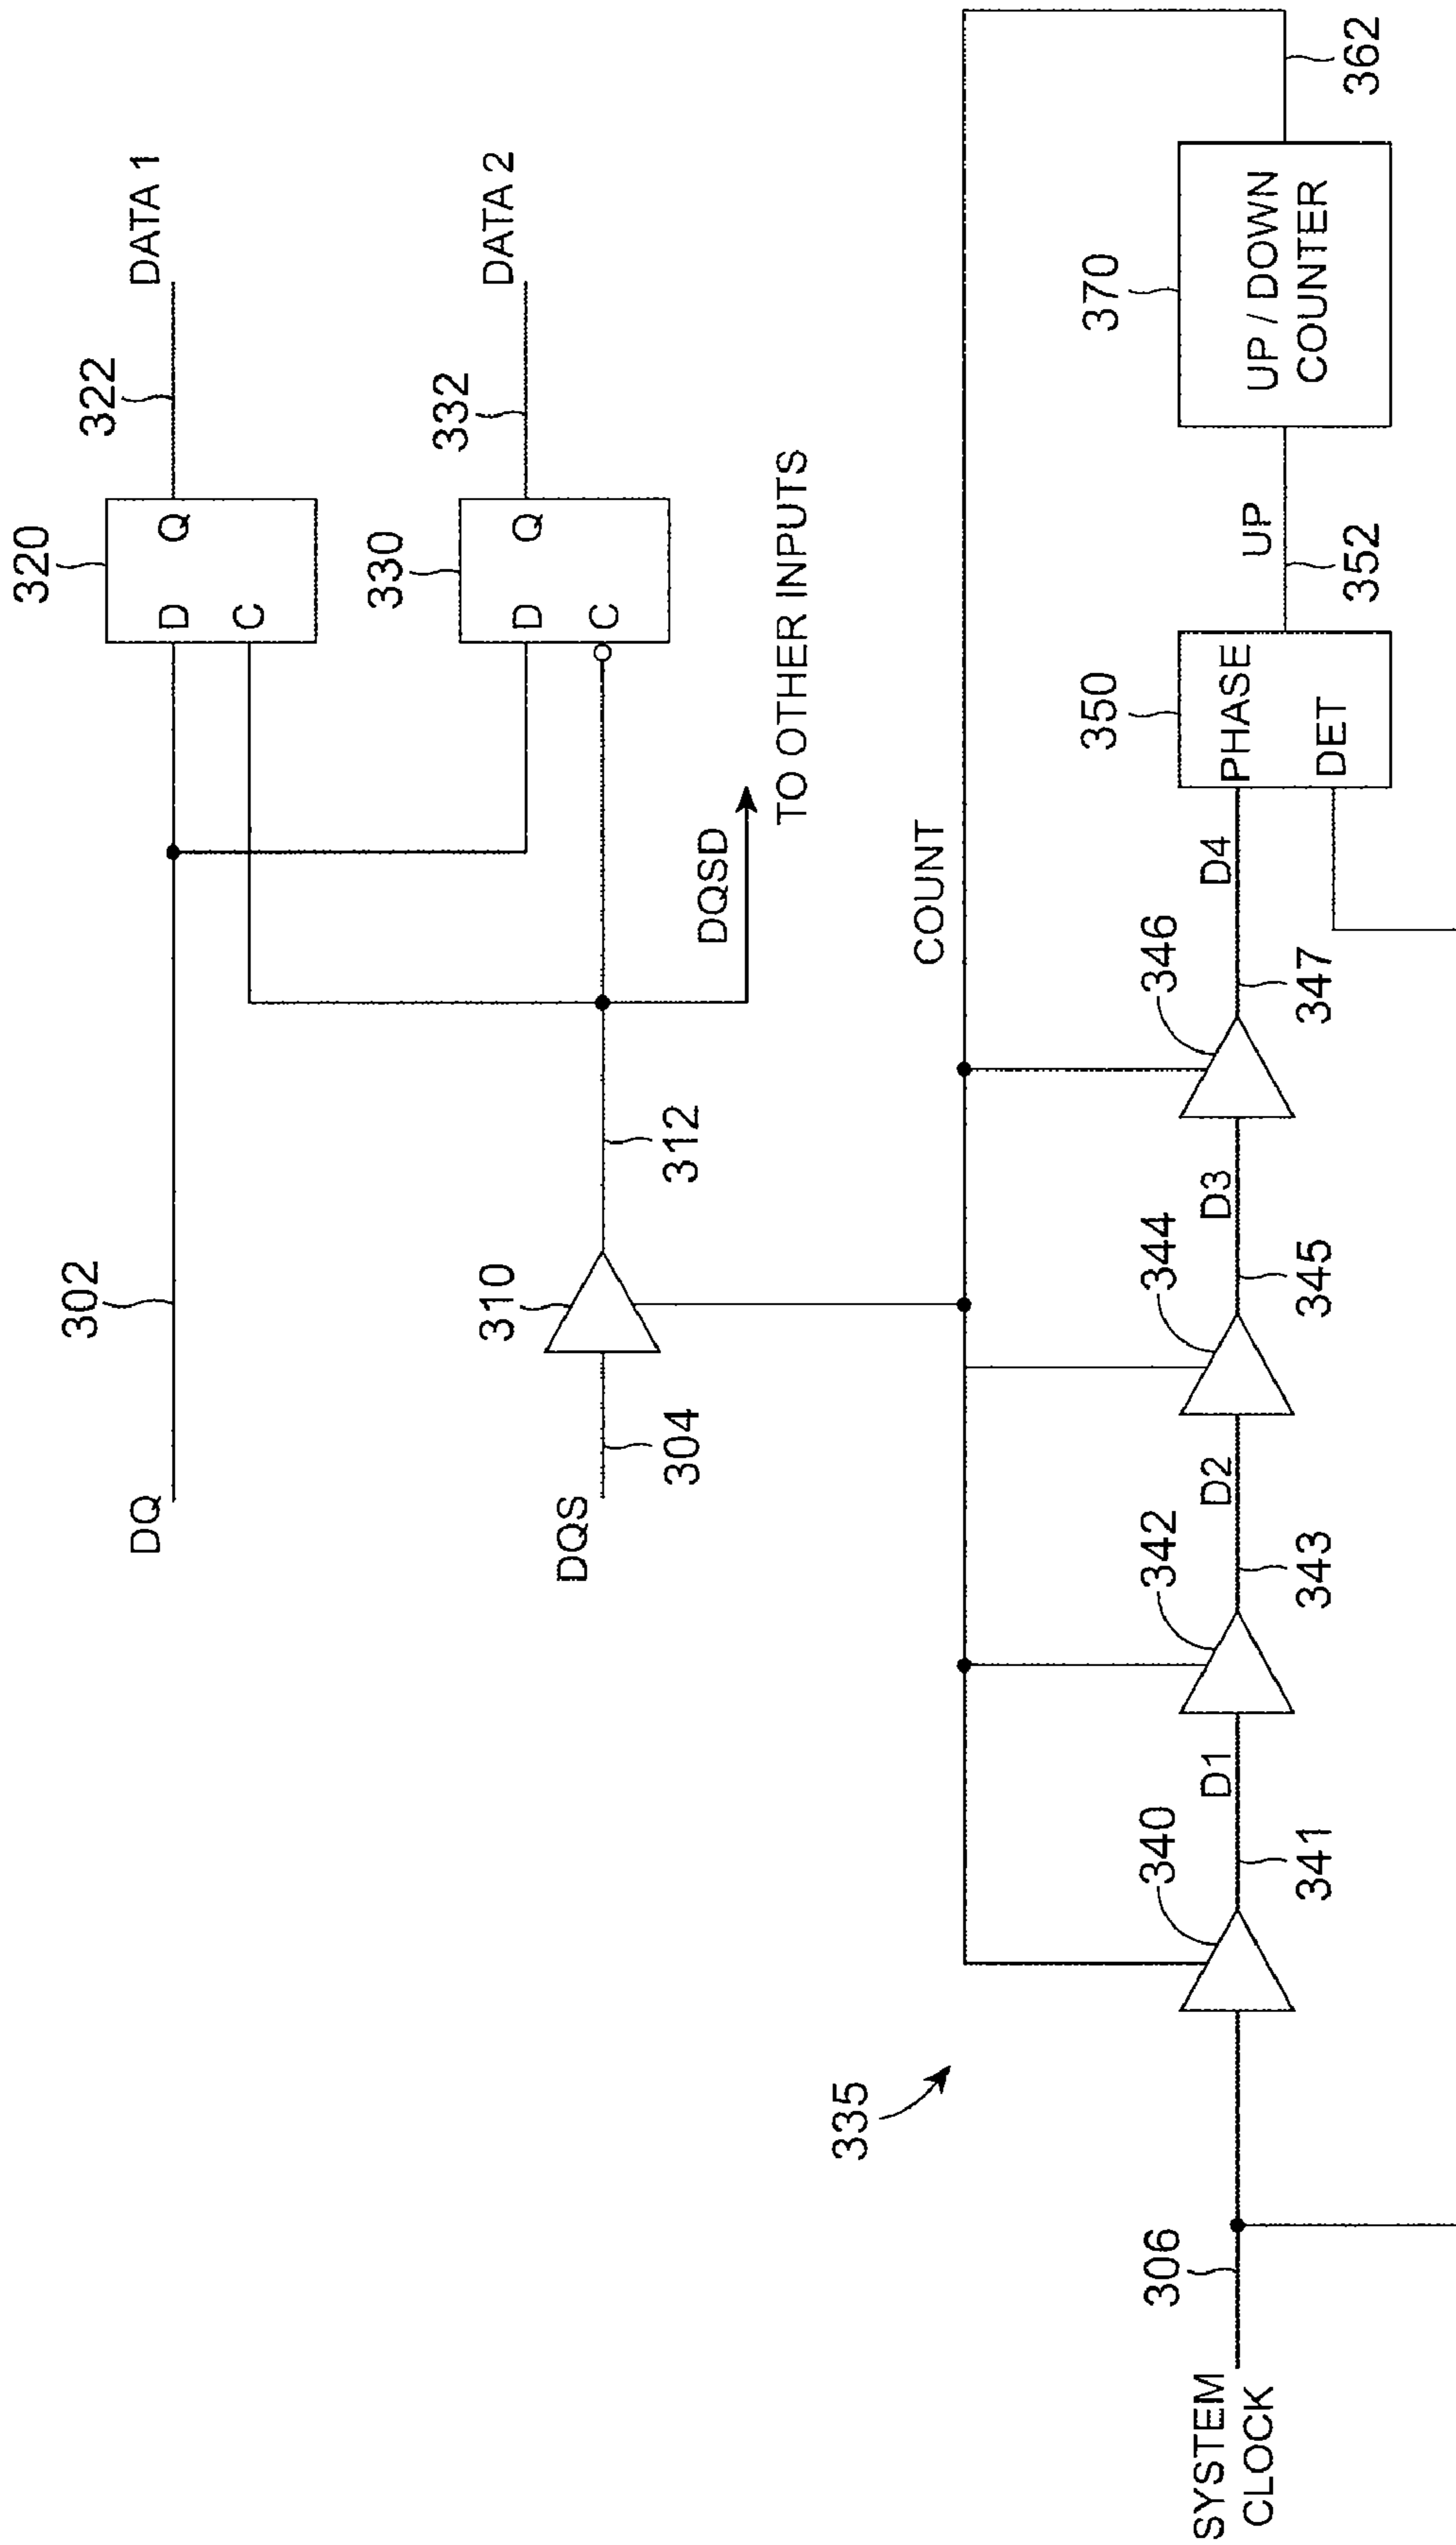 320
322
DATA 1
D Q
C
302
DQ
330
332
DATA 2
D Q
C
310
312
DQS
304
DQSD
TO OTHER INPUTS
COUNT
335
340
342
344
346
350
370
SYSTEM
CLOCK
306
D1
D2
D3
D4
341
343
345
347
PHASE
DET
UP
352
UP / DOWN
COUNTER
362